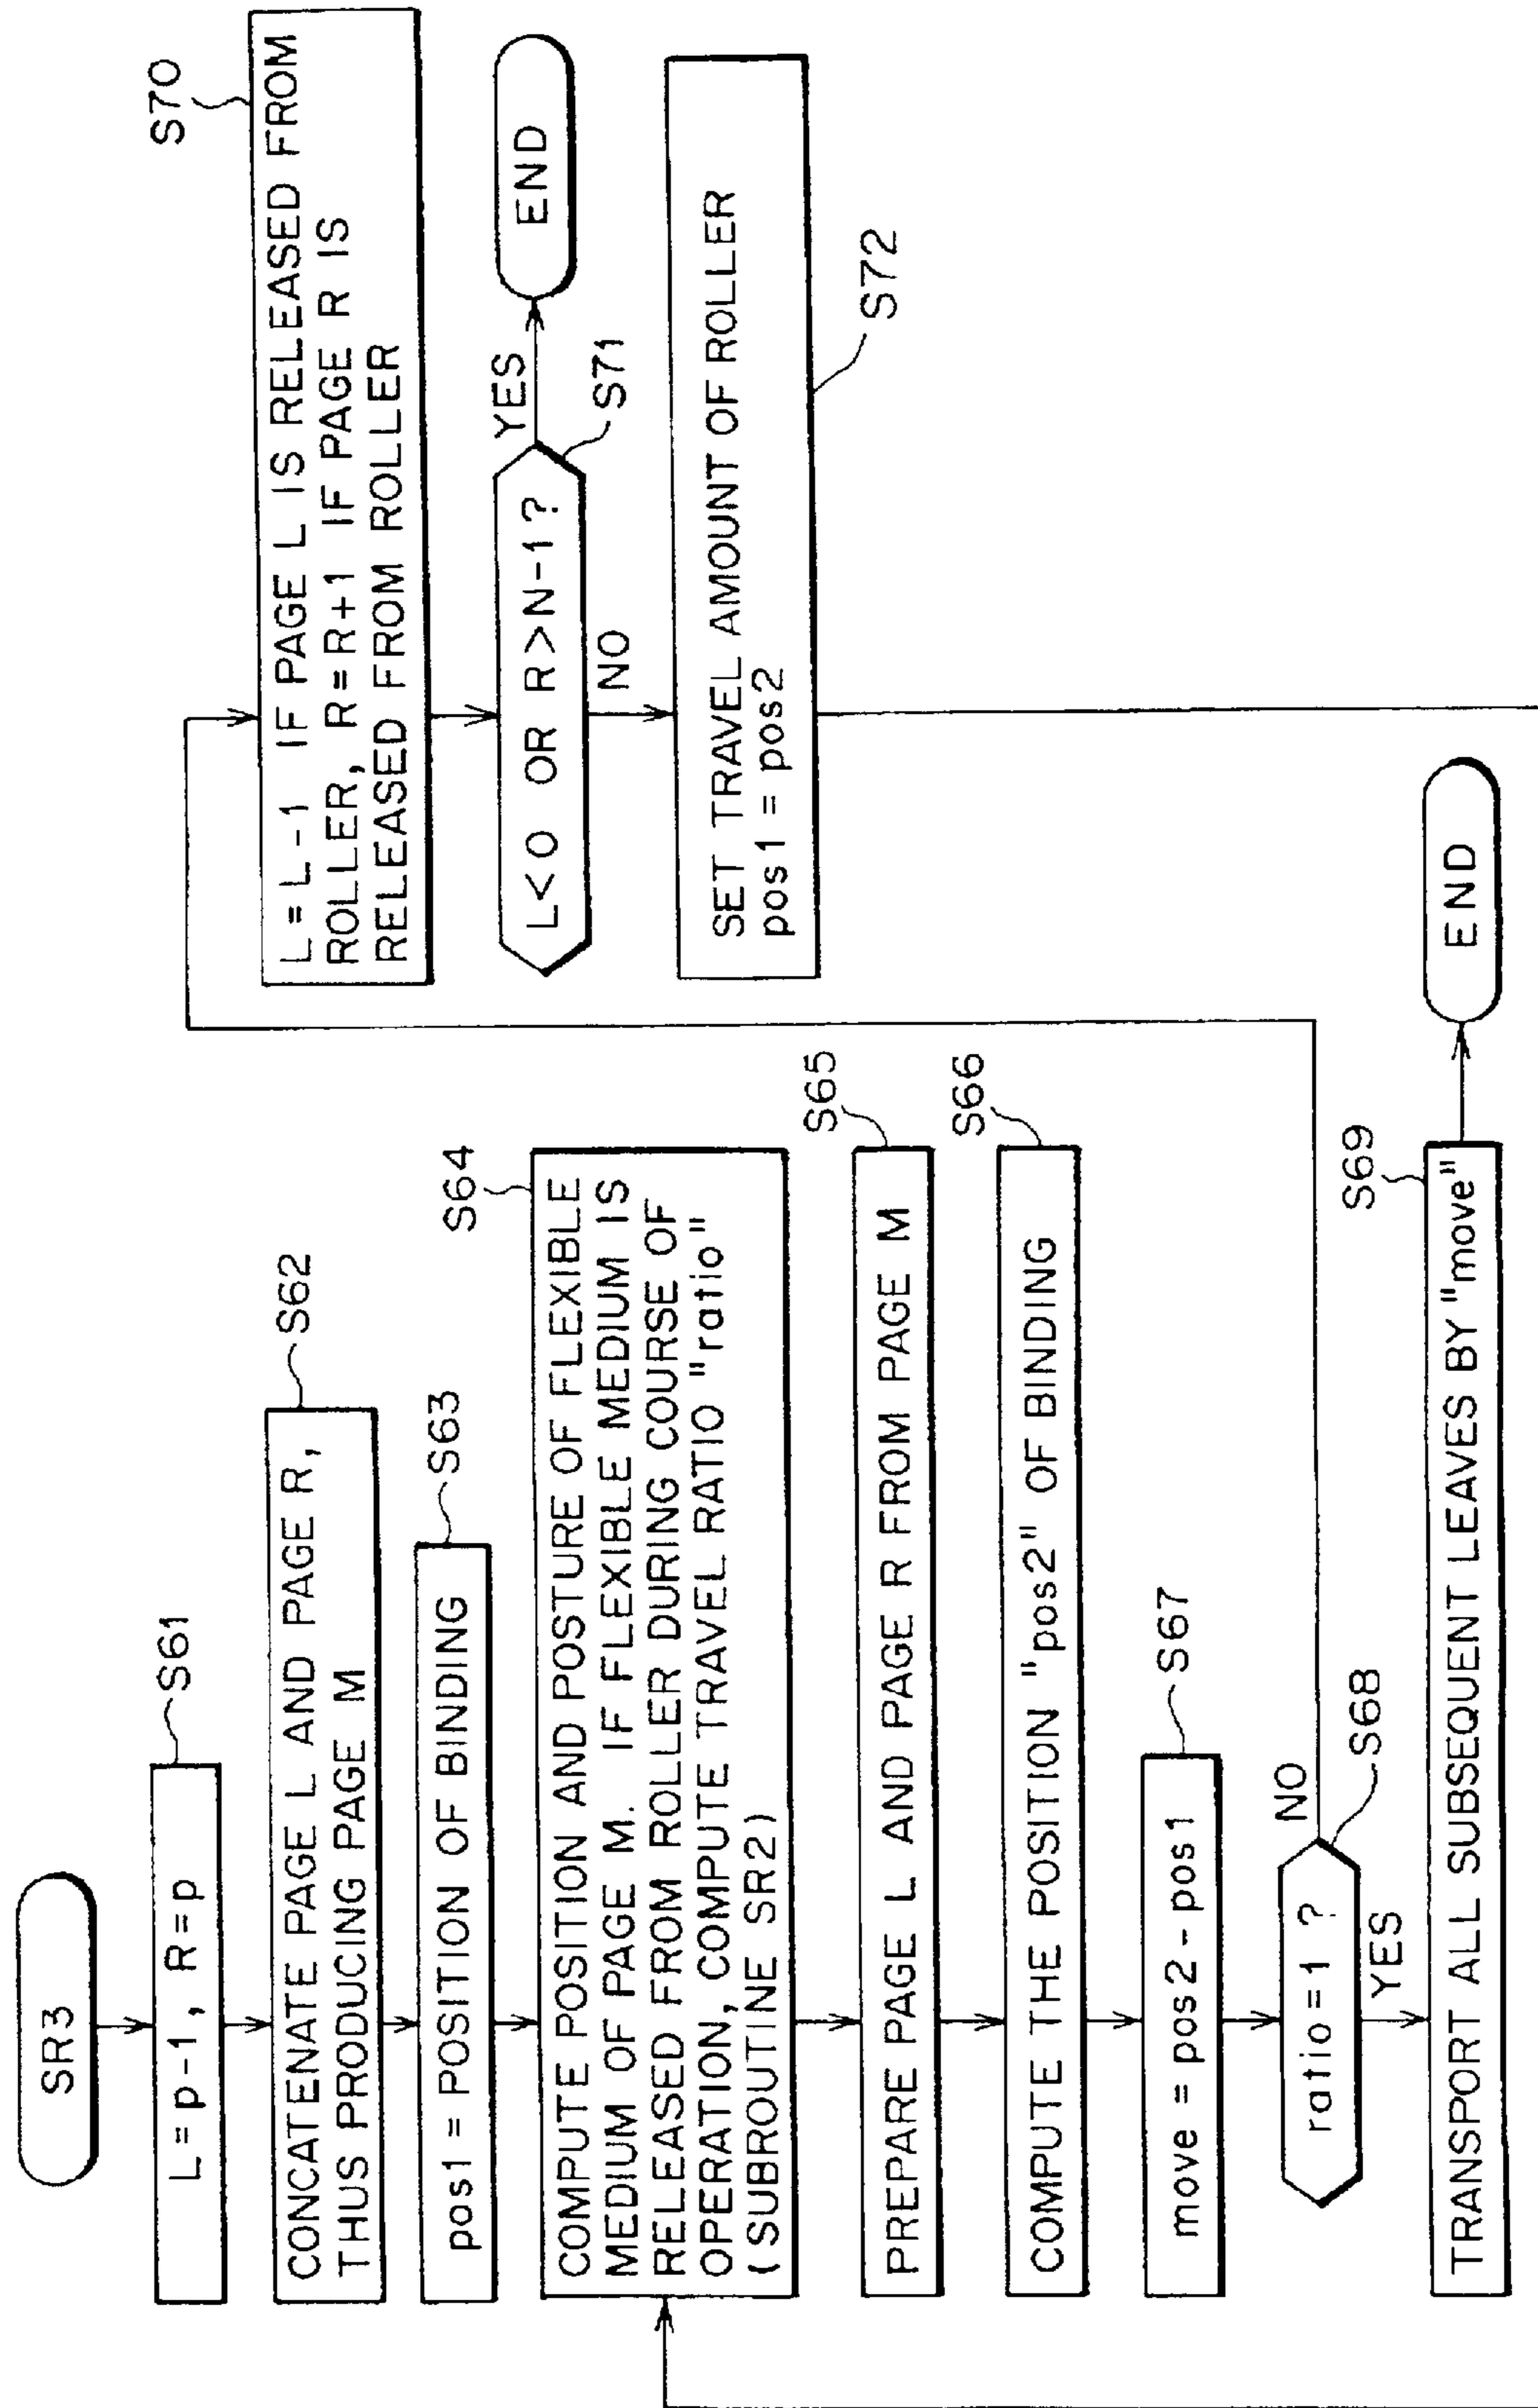 SR3
L=p-1, R=p
S61
CONCATENATE PAGE L AND PAGE R,
THUS PRODUCING PAGE M
S62
pos1 = POSITION OF BINDING
S63
COMPUTE POSITION AND POSTURE OF FLEXIBLE
MEDIUM OF PAGE M. IF FLEXIBLE MEDIUM IS
RELEASED FROM ROLLER DURING COURSE OF
OPERATION, COMPUTE TRAVEL RATIO "ratio"
(SUBROUTINE SR2)
S64
PREPARE PAGE L AND PAGE R FROM PAGE M
S65
COMPUTE THE POSITION "pos2" OF BINDING
S66
move = pos2 - pos1
S67
ratio = 1 ?
S68
NO
YES
TRANSPORT ALL SUBSEQUENT LEAVES BY "move"
S69
END
S70
L=L-1 IF PAGE L IS RELEASED FROM
ROLLER, R=R+1 IF PAGE R IS
RELEASED FROM ROLLER
L<0 OR R>N-1?
S71
YES
END
NO
SET TRAVEL AMOUNT OF ROLLER
pos1 = pos2
S72